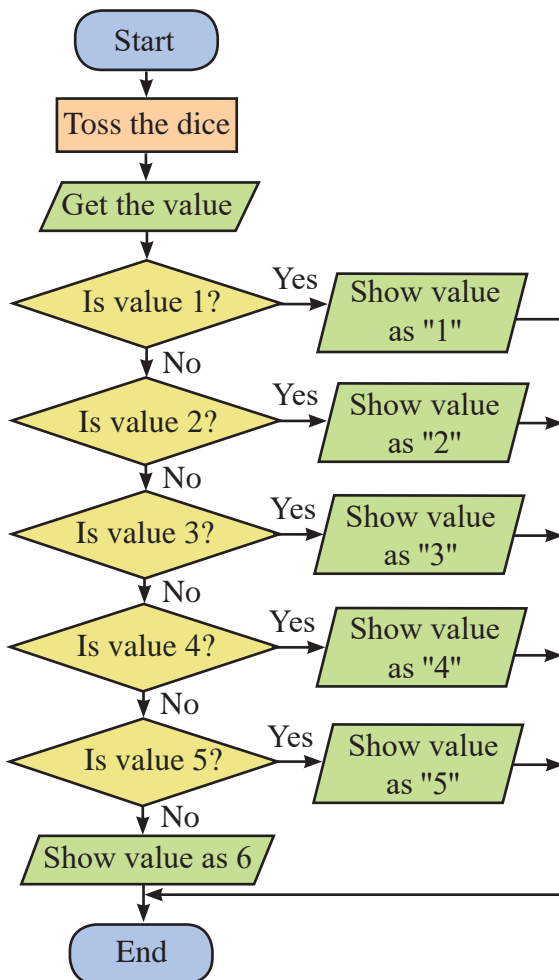 Start
Toss the dice
Get the value
Is value 1?
Yes
Show value
as "1"
No
Is value 2?
Yes
Show value
as "2"
No
Is value 3?
Yes
Show value
as "3"
No
Is value 4?
Yes
Show value
as "4"
No
Is value 5?
Yes
Show value
as "5"
No
Show value as 6
End